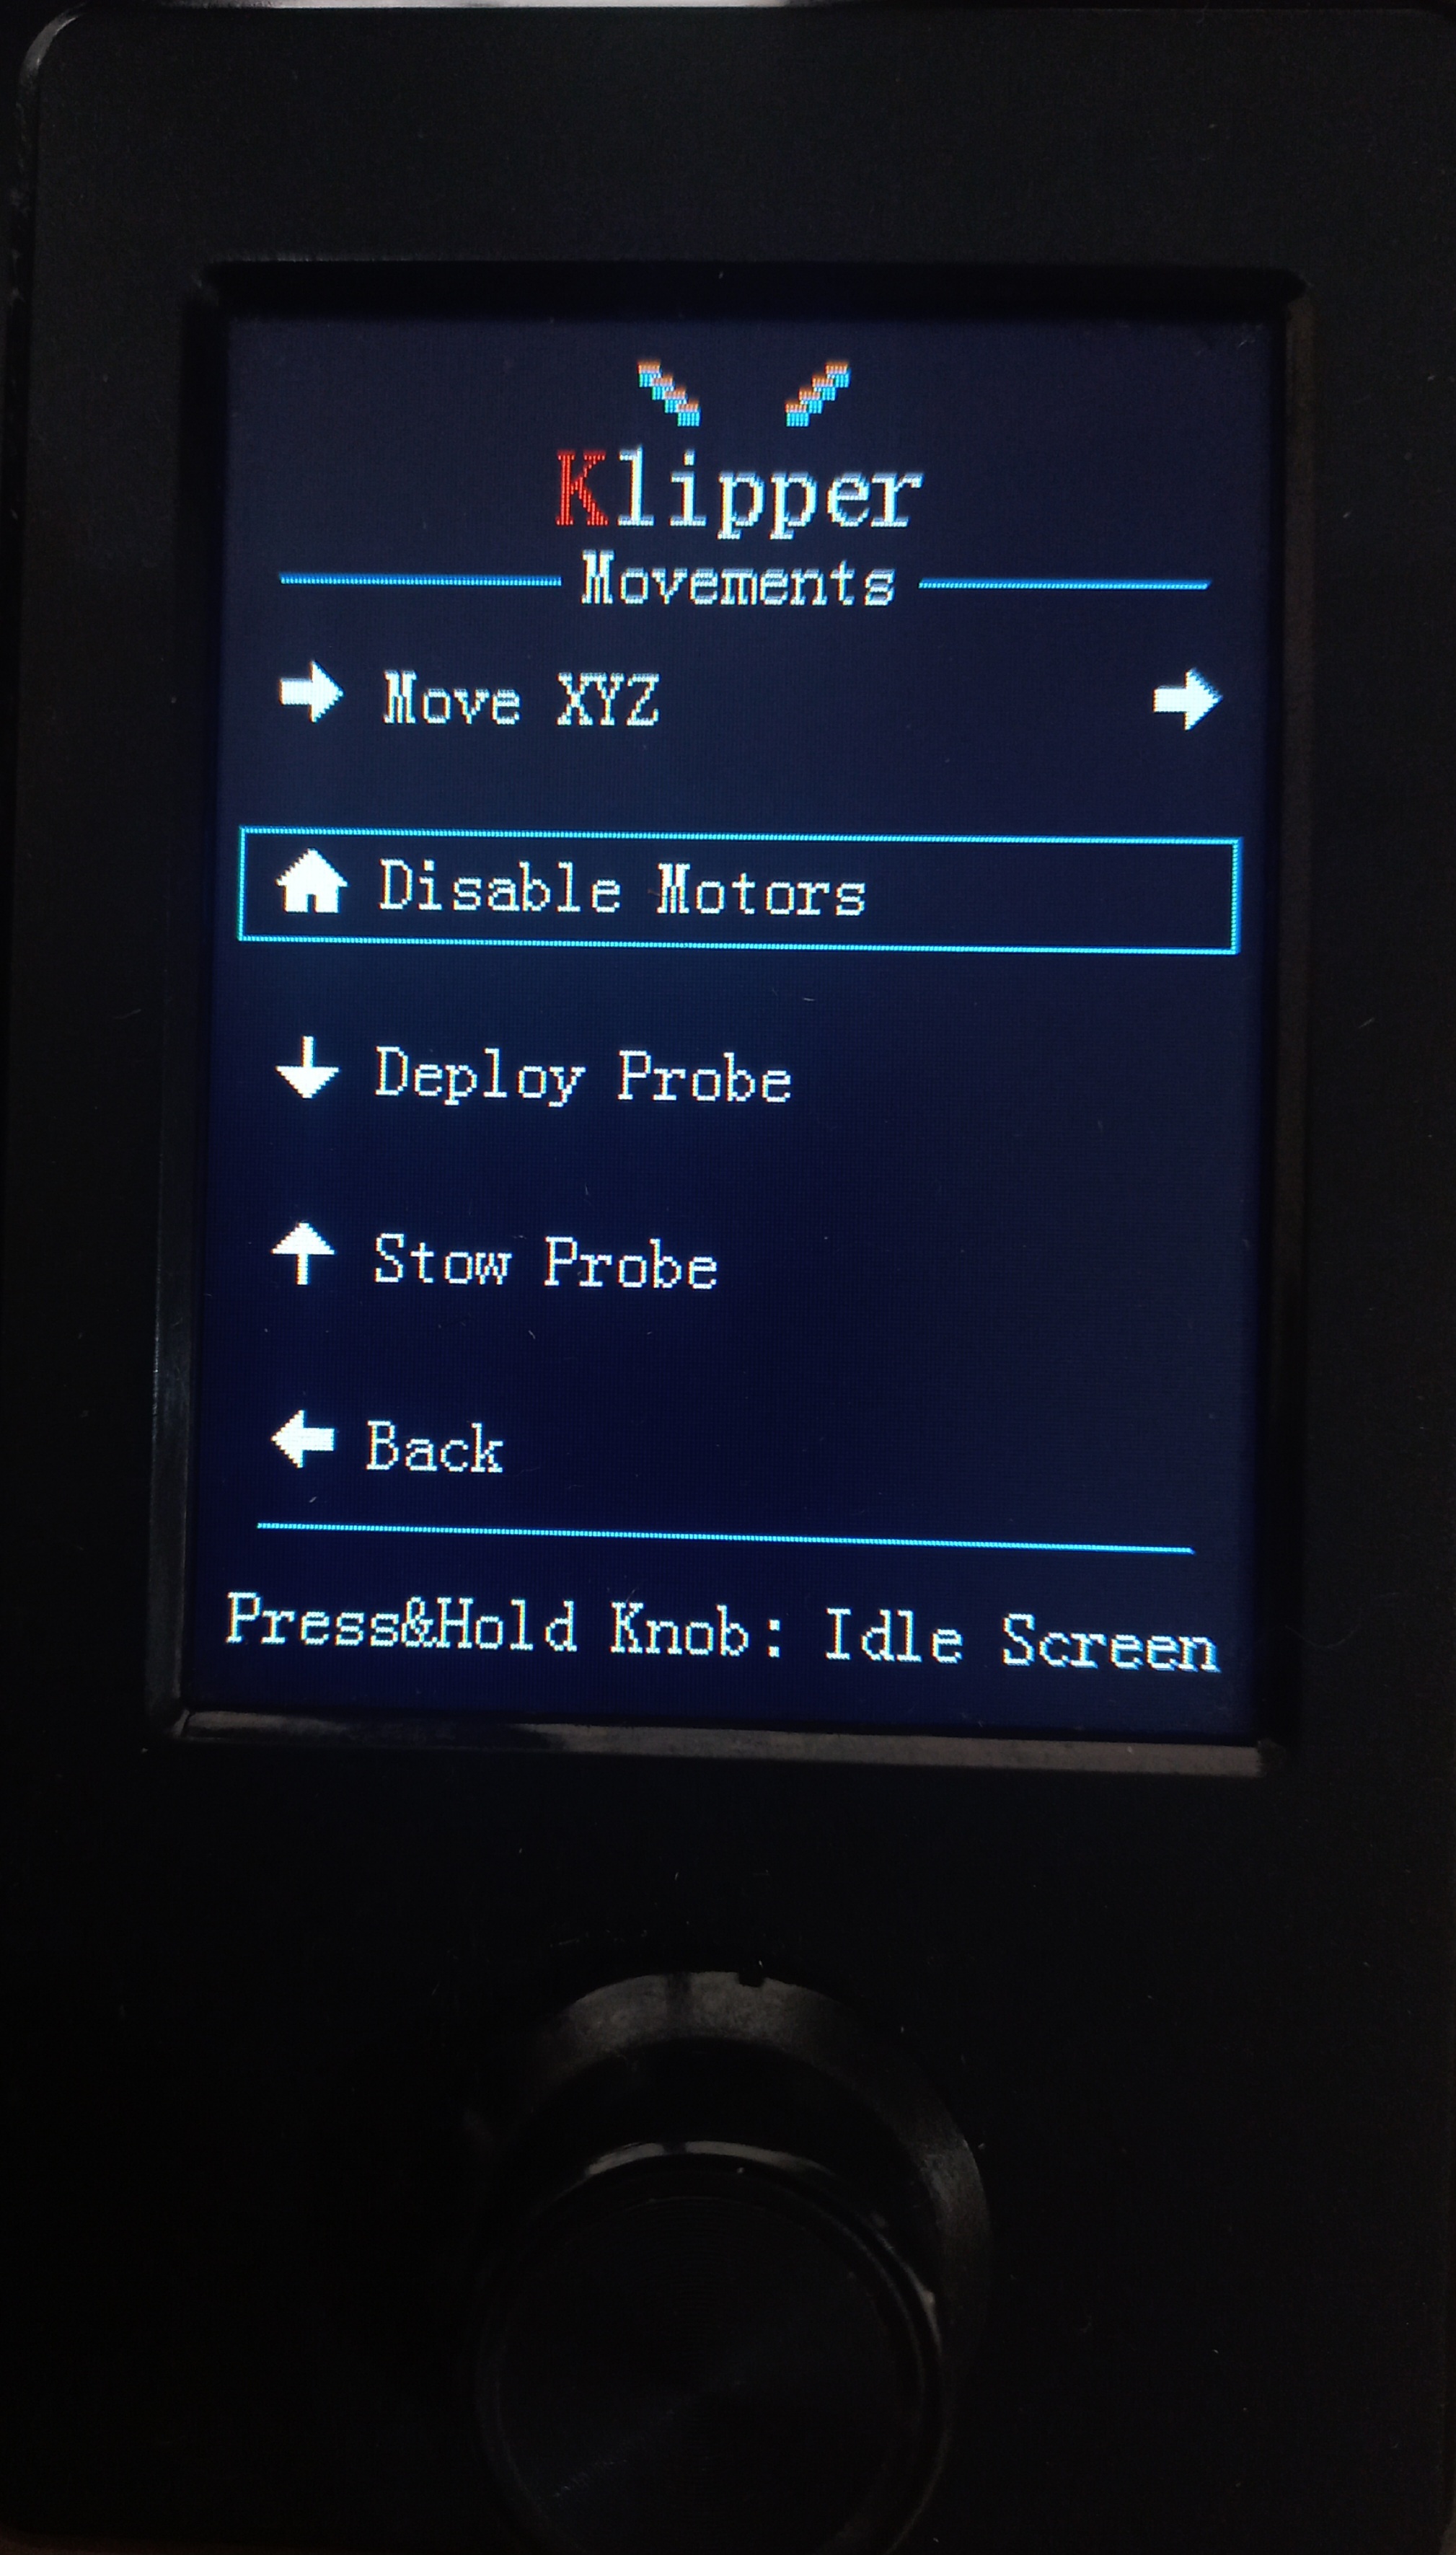 Klipper
Movements
Move XYZ
Disable Motors
Deploy Probe
Stow Probe
Back
Press&Hold Knob: Idle Screen